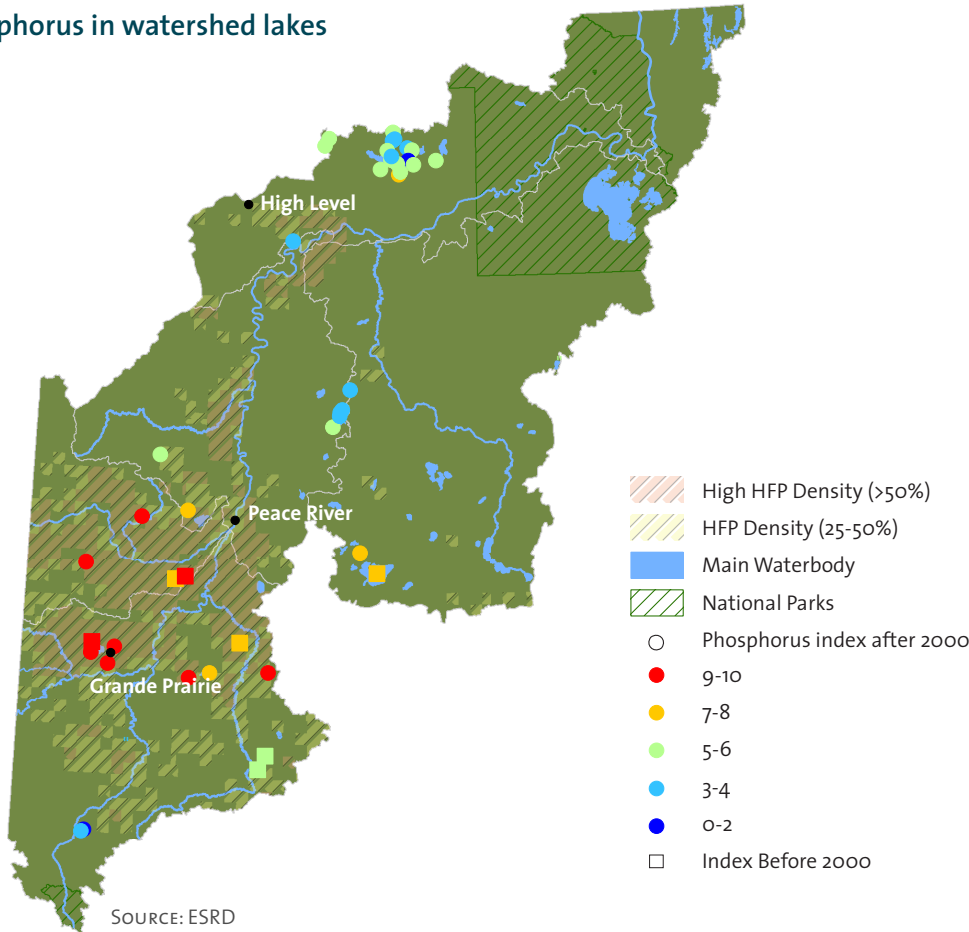 phorus in watershed lakes
High Level
Peace River
Grande Prairie
High HFP Density (>50%)
HFP Density (25-50%)
Main Waterbody
National Parks
Phosphorus index after 2000
9-10
7-8
5-6
3-4
0-2
Index Before 2000
Source: ESRD